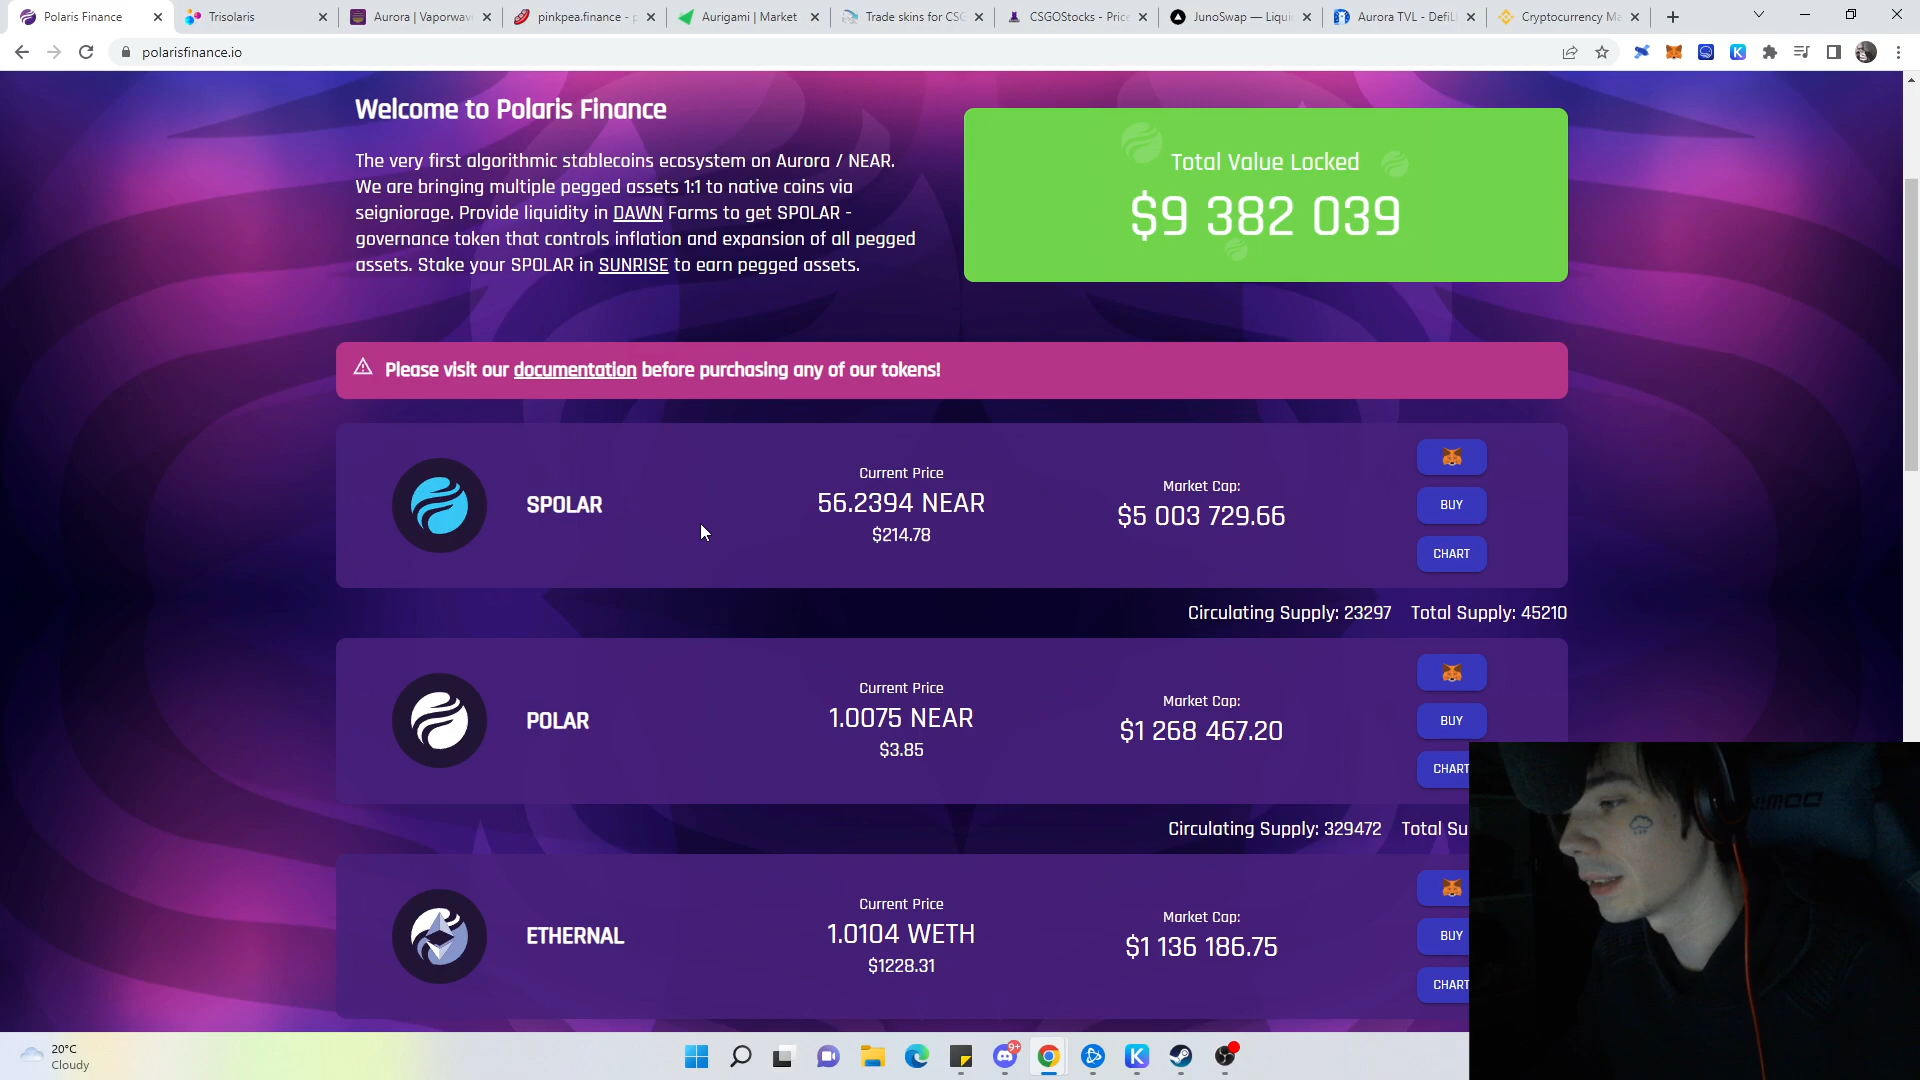 Polaris Finance
Trisolaris
Aurora | Vaporwav
pinkpea.finance - p
Aurigami | Market
Trade skins for CSG
CSGOStocks - Price
JunoSwap — Liqui
Aurora TVL - DefiL
Cryptocurrency Ma
polarisfinance.io
Welcome to Polaris Finance
The very first algorithmic stablecoins ecosystem on Aurora / NEAR.
We are bringing multiple pegged assets 1:1 to native coins via
seigniorage. Provide liquidity in DAWN Farms to get SPOLAR -
governance token that controls inflation and expansion of all pegged
assets. Stake your SPOLAR in SUNRISE to earn pegged assets.
Total Value Locked
$9 382 039
Please visit our documentation before purchasing any of our tokens!
SPOLAR
Current Price
56.2394 NEAR
$214.78
Market Cap:
$5 003 729.66
BUY
CHART
Circulating Supply: 23297 Total Supply: 45210
POLAR
Current Price
1.0075 NEAR
$3.85
Market Cap:
$1 268 467.20
BUY
CHART
Circulating Supply: 329472 Total Su
ETHERNAL
Current Price
1.0104 WETH
$1228.31
Market Cap:
$1 136 186.75
BUY
CHART
20°C
Cloudy
9+